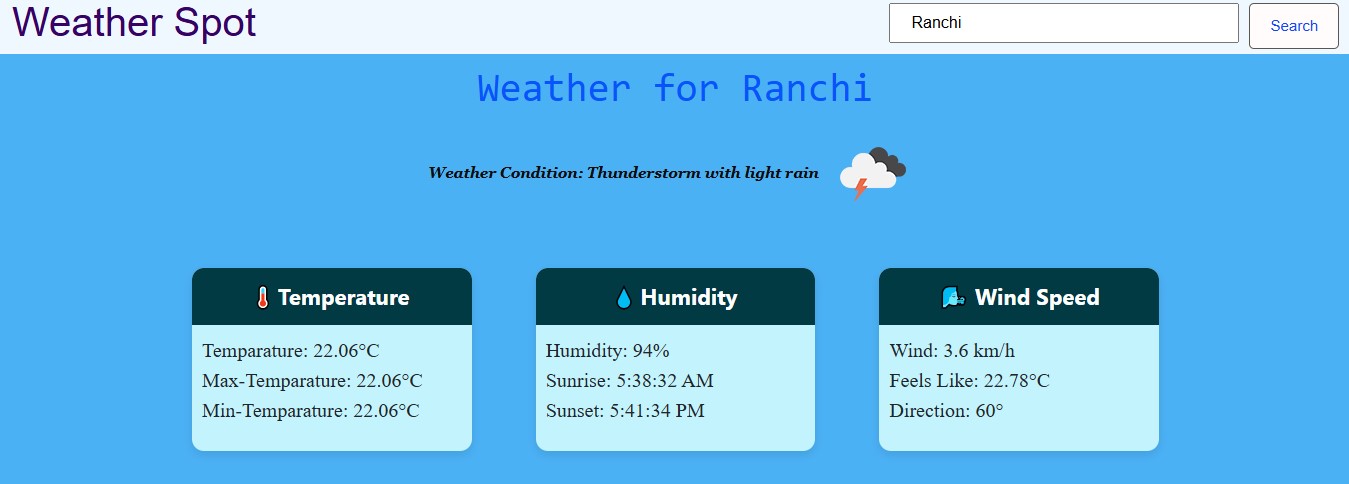 Weather Spot
Ranchi
Search
Weather for Ranchi
Weather Condition: Thunderstorm with light rain
Temperature
Temparature: 22.06°C
Max-Temparature: 22.06°C
Min-Temparature: 22.06°C
Humidity
Humidity: 94%
Sunrise: 5:38:32 AM
Sunset: 5:41:34 PM
Wind Speed
Wind: 3.6 km/h
Feels Like: 22.78°C
Direction: 60°